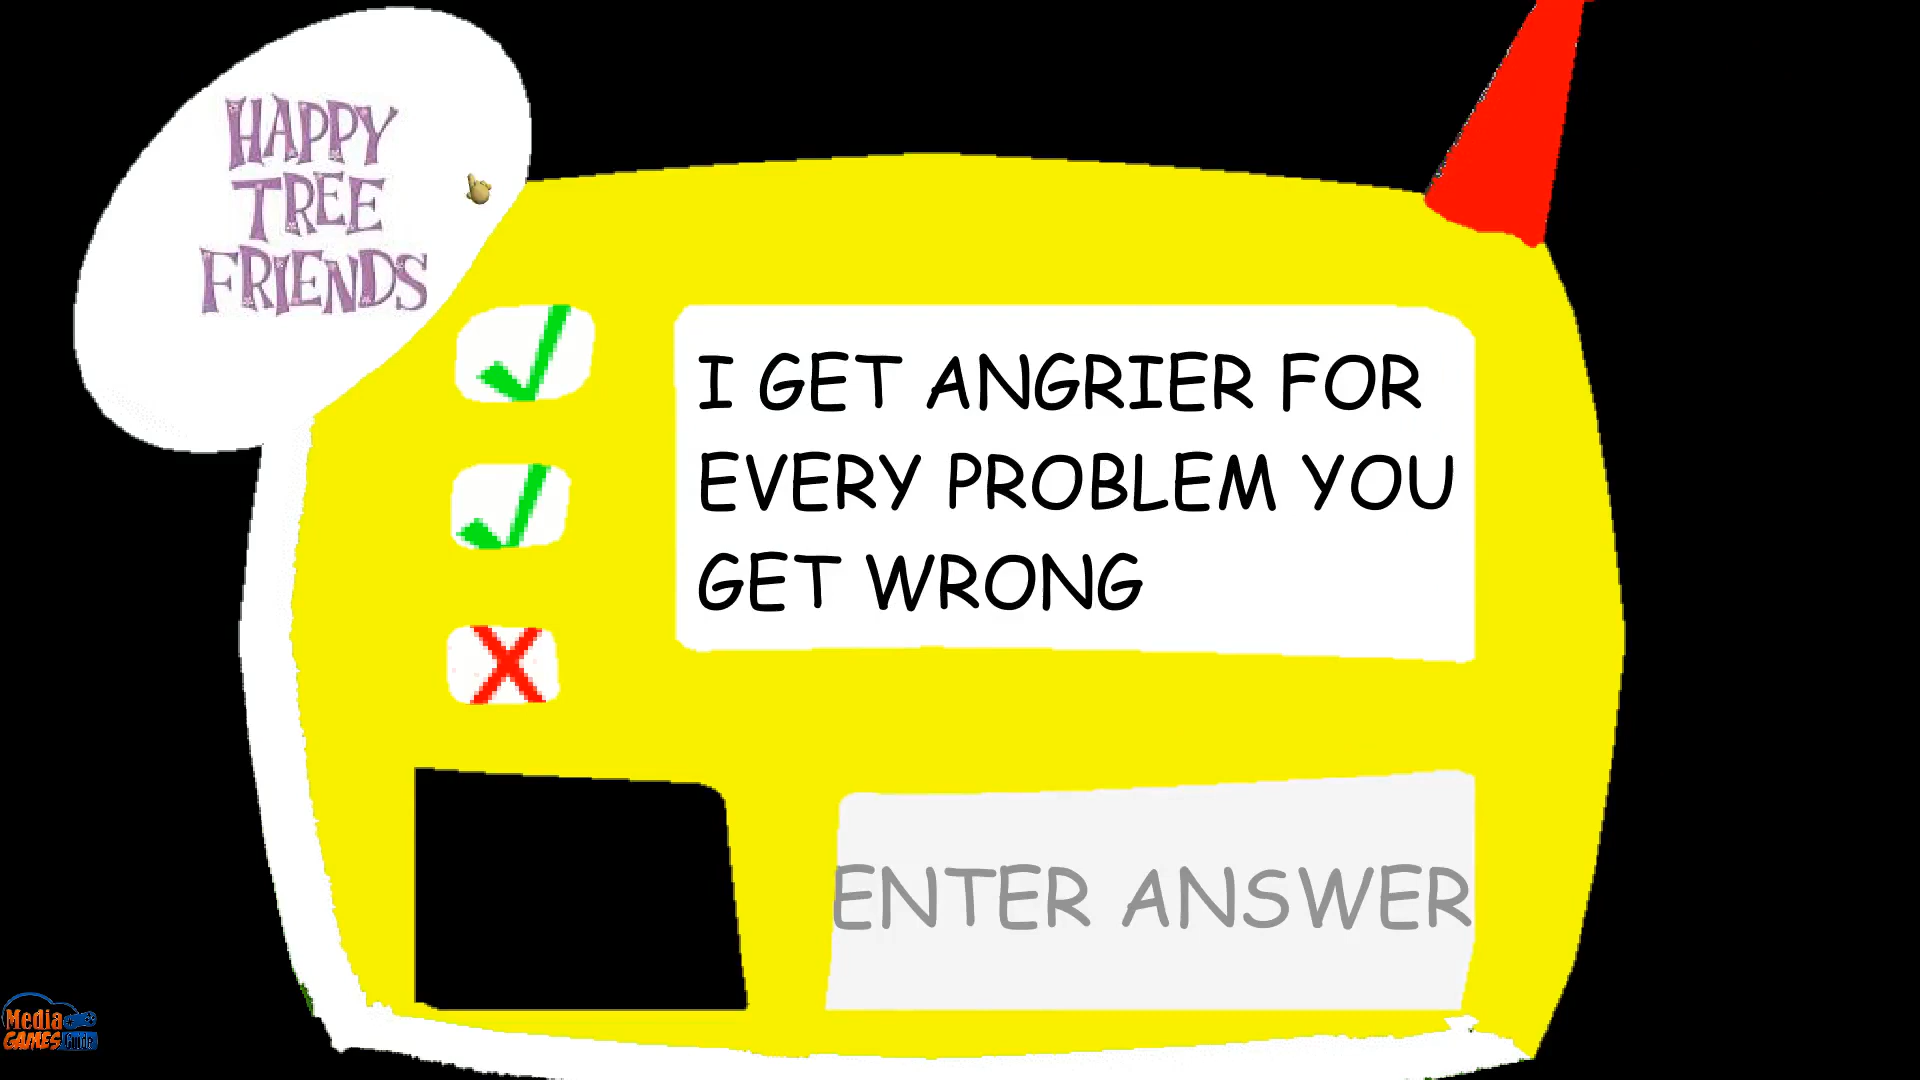 HAPPY
TREE
FRIENDS
I GET ANGRIER FOR
EVERY PROBLEM YOU
GET WRONG
ENTER ANSWER
Media
GAMES